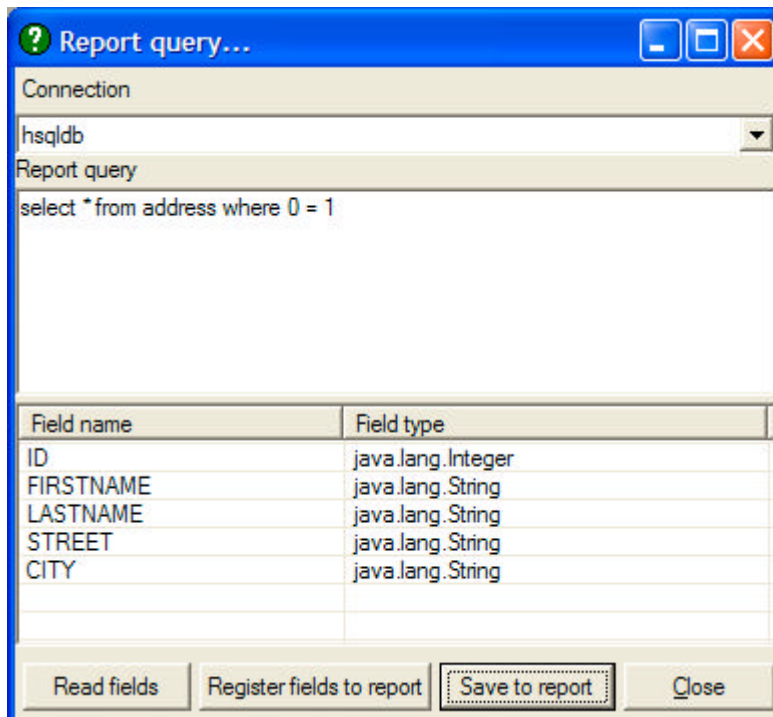 Report query...
Connection
hsqldb
Report query
select * from address where 0 = 1
Field name Field type
ID java.lang.Integer
FIRSTNAME java.lang.String
LASTNAME java.lang.String
STREET java.lang.String
CITY java.lang.String
Read fields Register fields to report Save to report Close